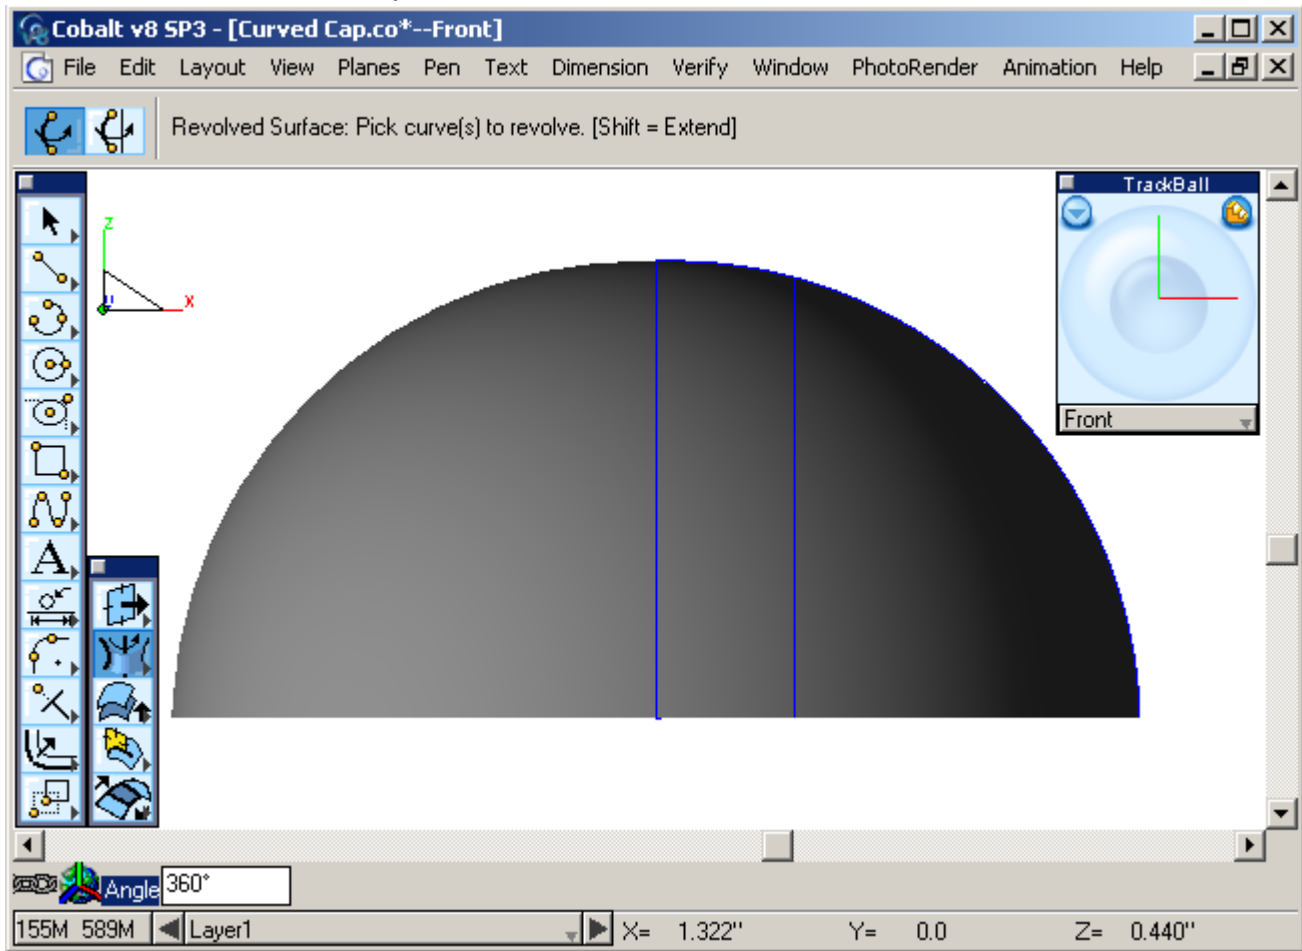 Cobalt v8 SP3 - [Curved Cap.co*--Front]
File Edit Layout View Planes Pen Text Dimension Verify Window PhotoRender Animation Help
Revolved Surface: Pick curve(s) to revolve. [Shift = Extend]
TrackBall
z
x
Front
A
Angle 360°
155M 589M Layer1 X= 1.322" Y= 0.0 Z= 0.440"